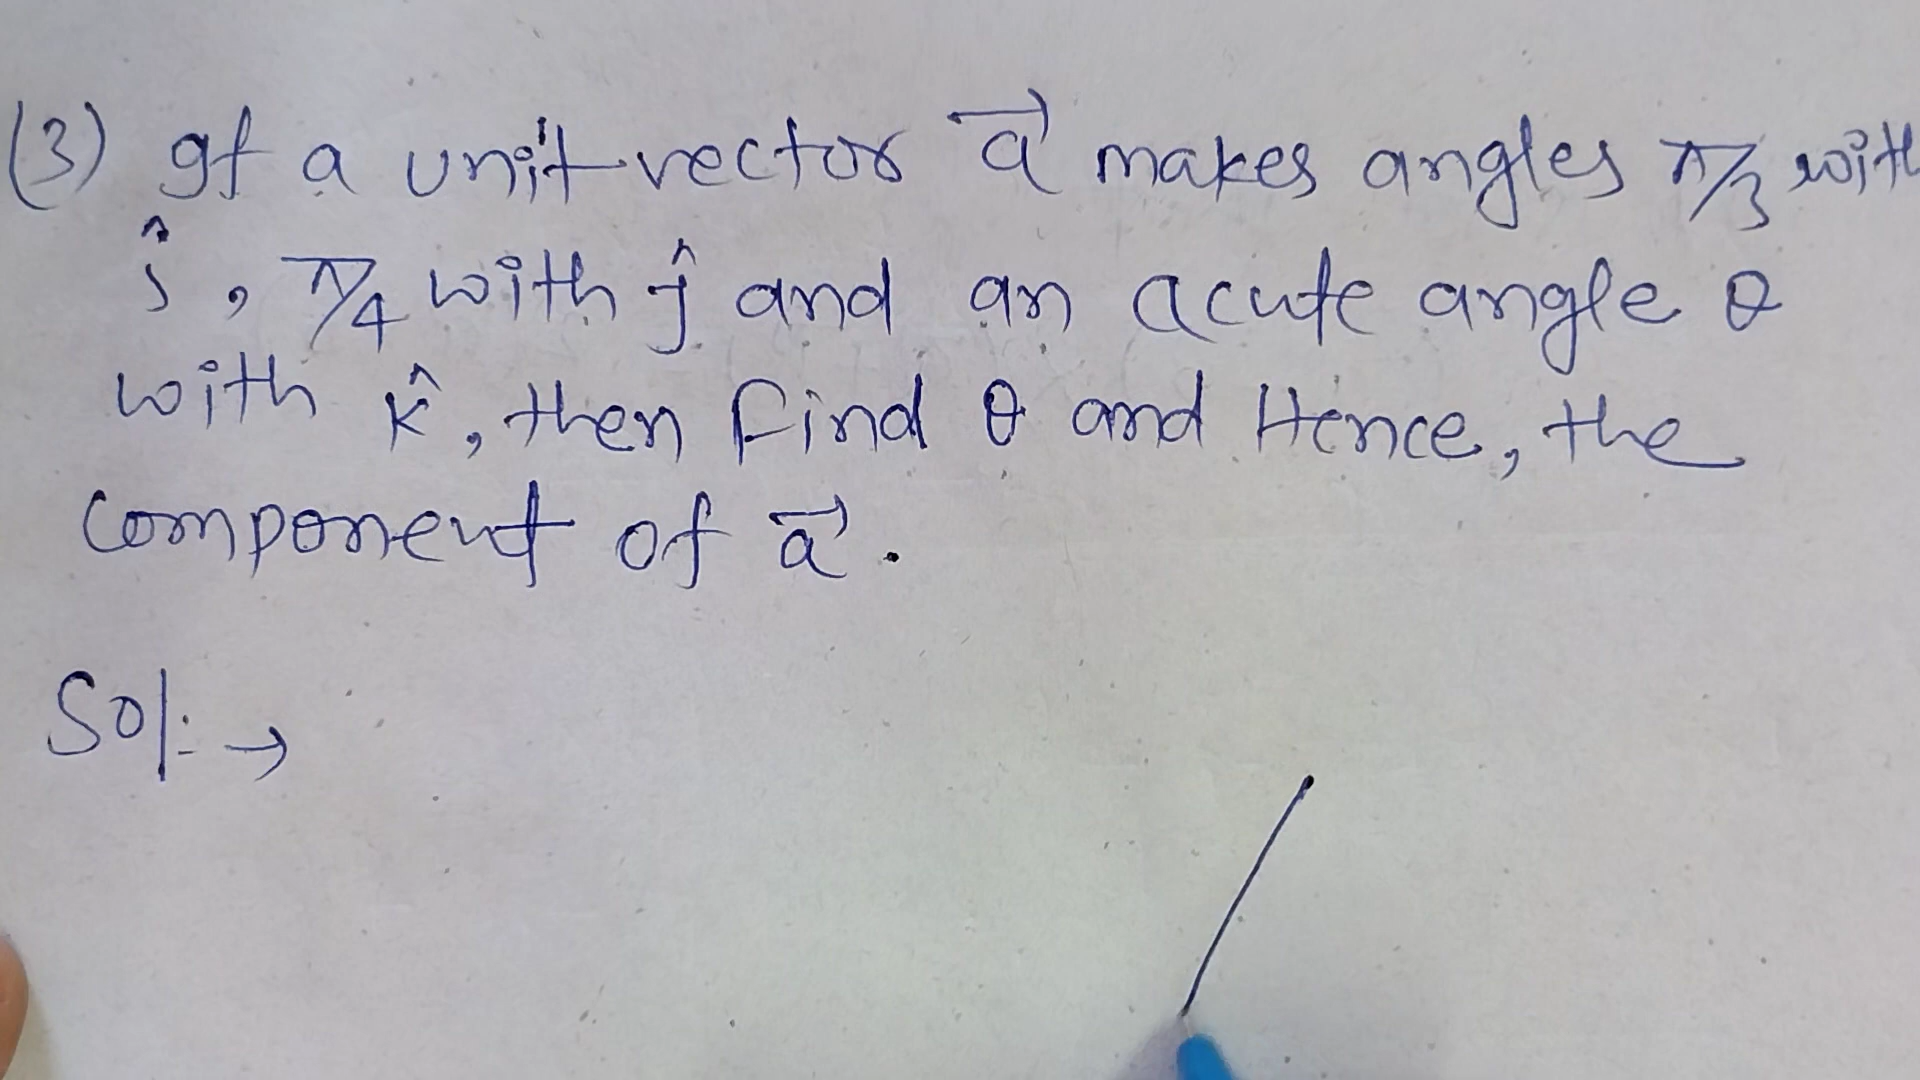 (3) If a unit vector a⃗ makes angles π/3 with
î, π/4 with ĵ and an acute angle θ
with k̂, then find θ and Hence, the
component of a⃗.
Sol:- →